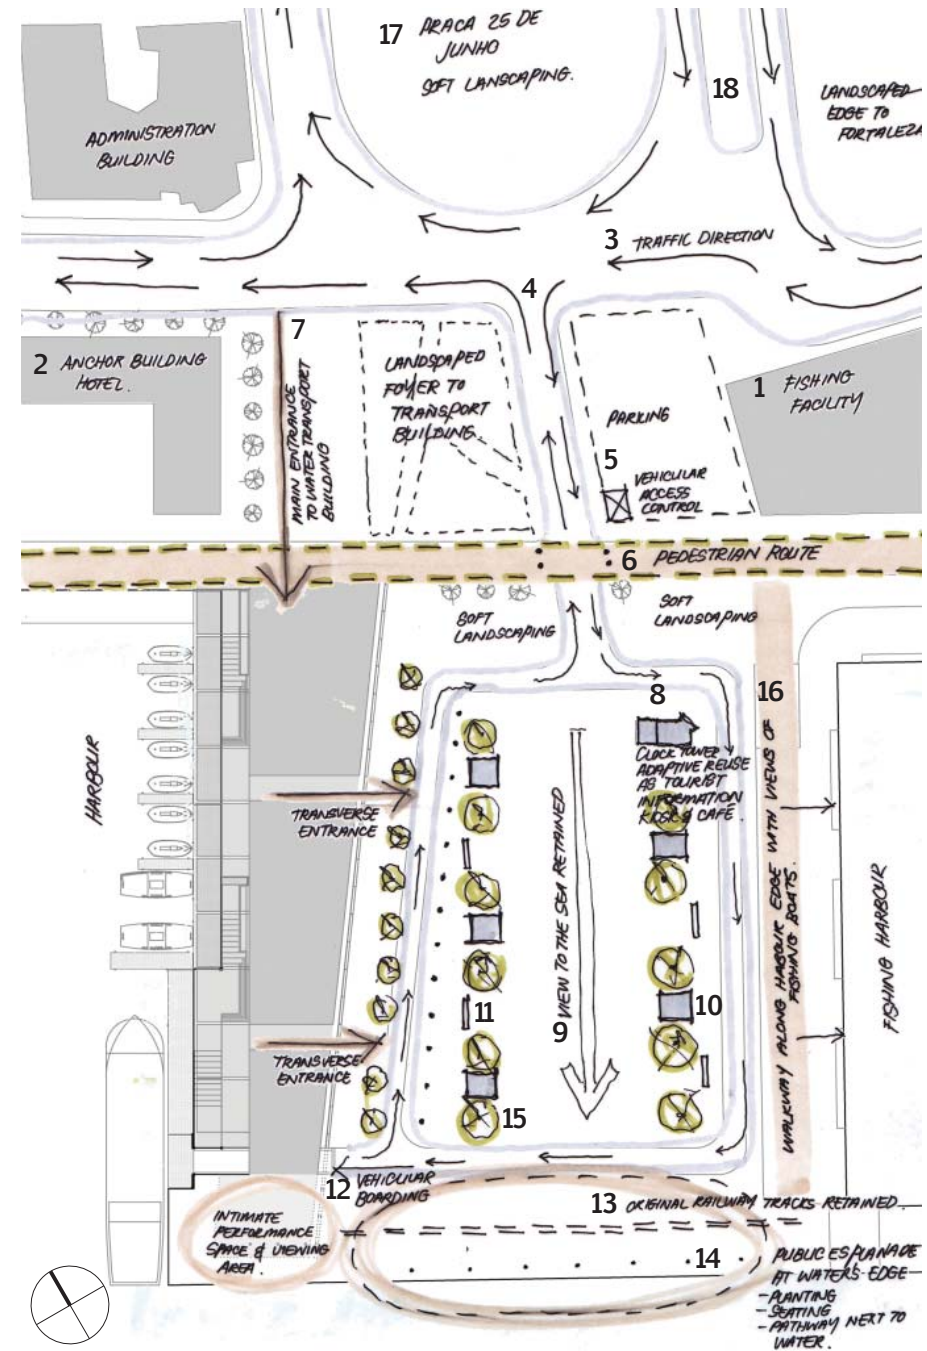 17 PRACA 25 DE
JUNHO
SOFT LANSCAPING.
18
LANDSCAPED
EDGE TO
FORTALEZA
ADMINISTRATION
BUILDING
3 TRAFFIC DIRECTION
4
7
MAIN ENTRANCE
TO WATER TRANSPORT
BUILDING
2 ANCHOR BUILDING
HOTEL.
LANDSCAPED
FOYER TO
TRANSPORT
BUILDING.
PARKING
1 FISHING
FACILITY
5
VEHICULAR
ACCESS
CONTROL
6 PEDESTRIAN ROUTE
SOFT
LANDSCAPING
SOFT
LANDSCAPING
8
16
CLOCK TOWER
ADAPTIVE REUSE
AS TOURIST
INFORMATION
KIOSK & CAFÉ.
HARBOUR
TRANSVERSE
ENTRANCE
9 VIEW TO THE SEA RETAINED
WALKWAY ALONG HARBOUR EDGE WITH VIEWS OF
FISHING BOATS.
FISHING HARBOUR
10
11
TRANSVERSE
ENTRANCE
15
12 VEHICULAR
BOARDING
13 ORIGINAL RAILWAY TRACKS RETAINED
INTIMATE
PERFORMANCE
SPACE & VIEWING
AREA.
14
PUBLIC ESPLANADE
AT WATERS EDGE
- PLANTING
- SEATING
- PATHWAY NEXT TO
WATER.